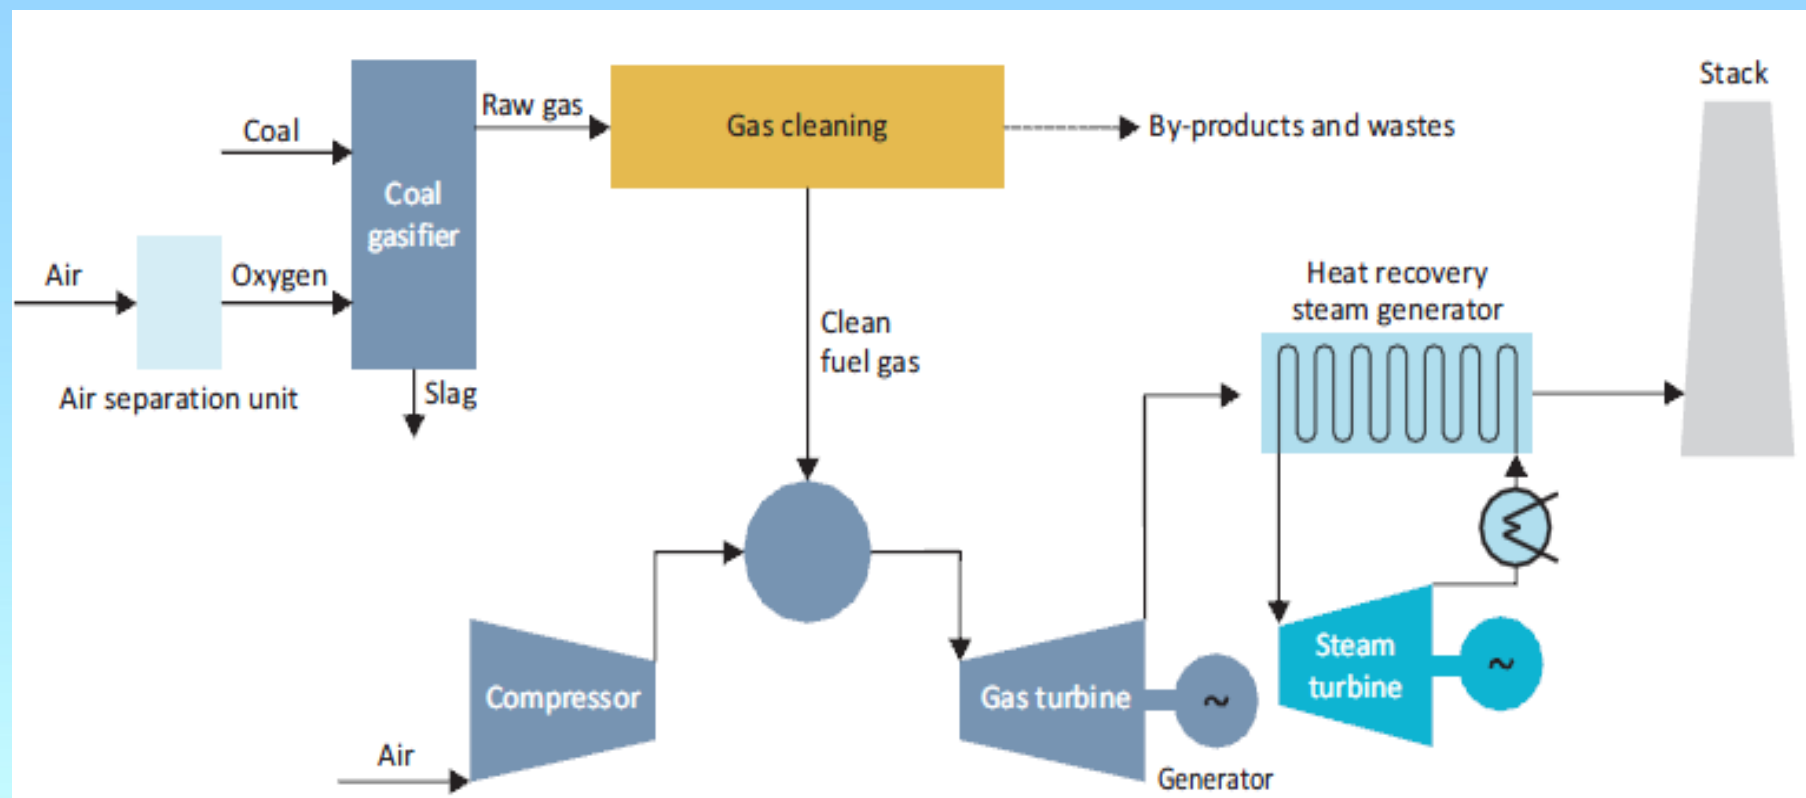 Stack
Raw gas
Gas cleaning
By-products and wastes
Coal
Coal
gasifier
Air
Oxygen
Heat recovery
steam generator
Clean
fuel gas
Air separation unit
Slag
Steam
turbine
~
Compressor
Gas turbine
~
Air
Generator